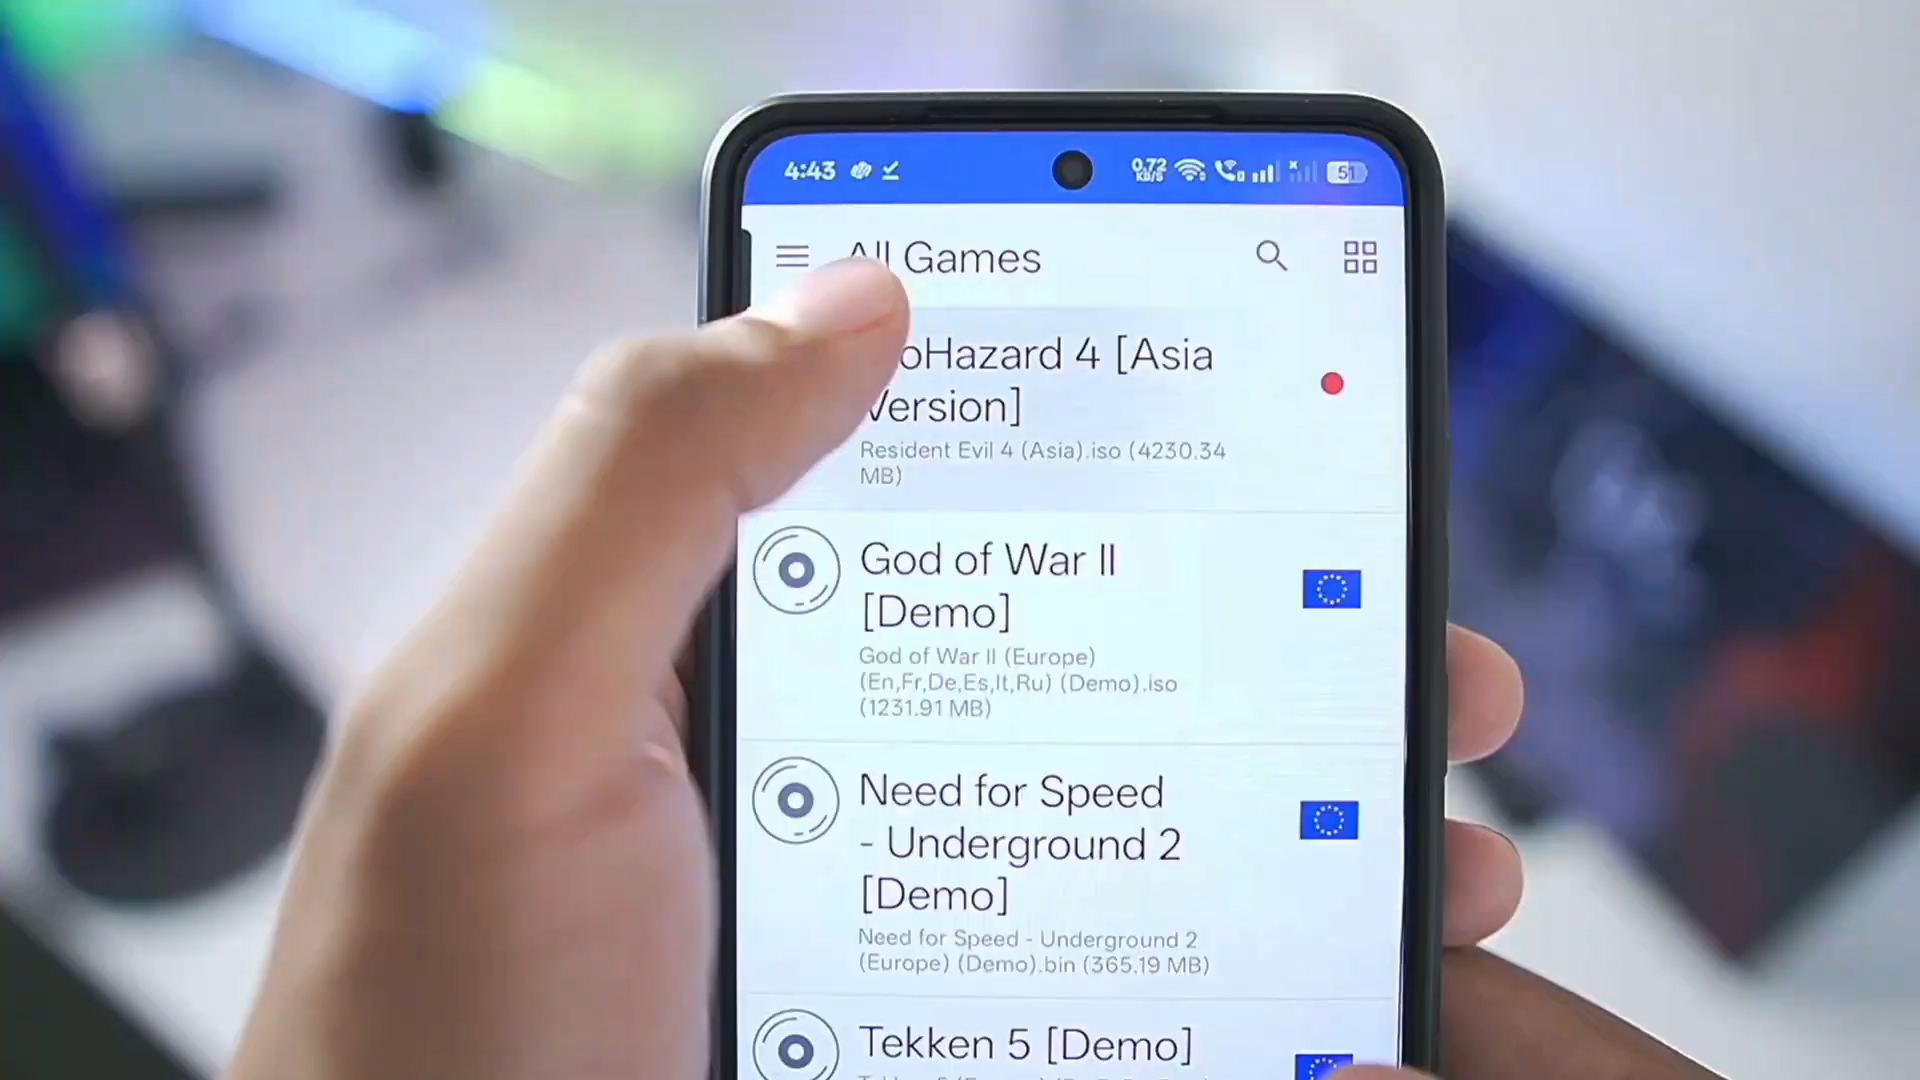 4:43
0.72
KB/S
51
All Games
oHazard 4 [Asia
Version]
Resident Evil 4 (Asia).iso (4230.34
MB)
God of War II
[Demo]
God of War II (Europe)
(En,Fr,De,Es,It,Ru) (Demo).iso
(1231.91 MB)
Need for Speed
- Underground 2
[Demo]
Need for Speed - Underground 2
(Europe) (Demo).bin (365.19 MB)
Tekken 5 [Demo]